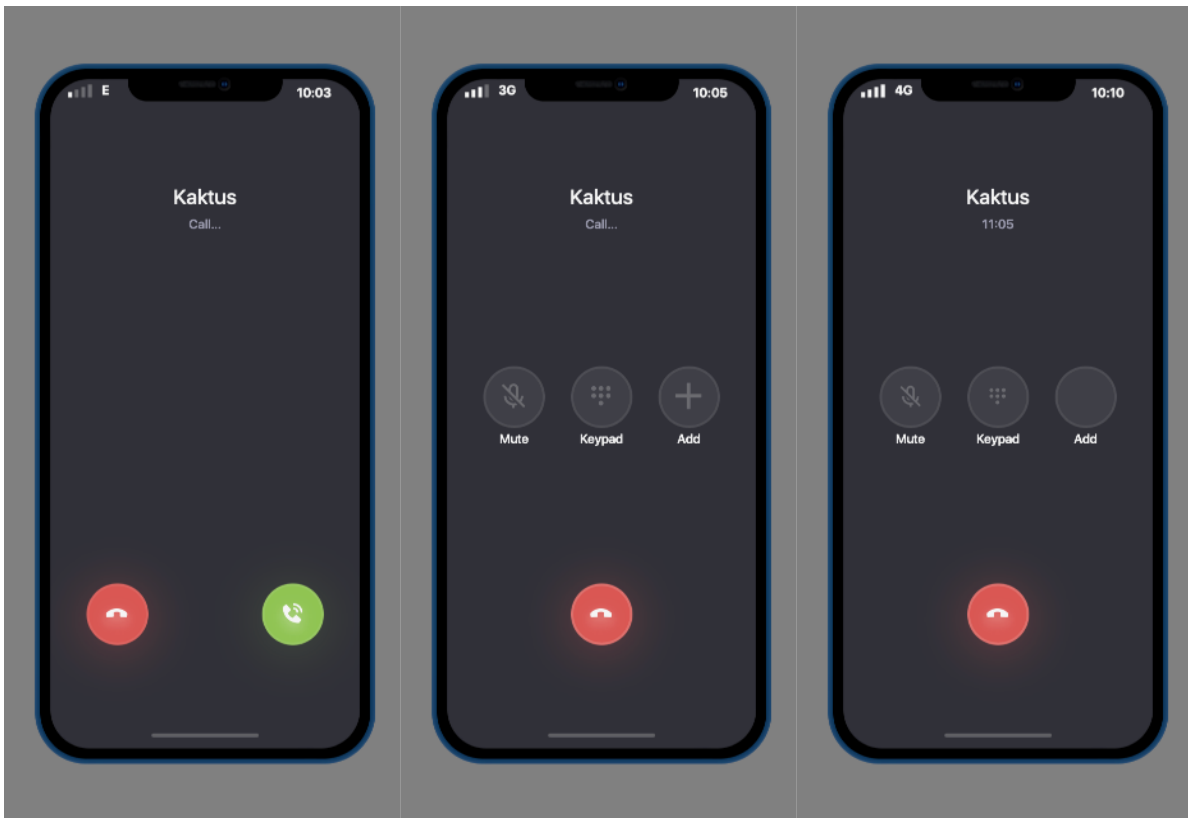 E 10:03
Kaktus
Call...
3G 10:05
Kaktus
Call...
Mute Keypad Add
4G 10:10
Kaktus
11:05
Mute Keypad Add